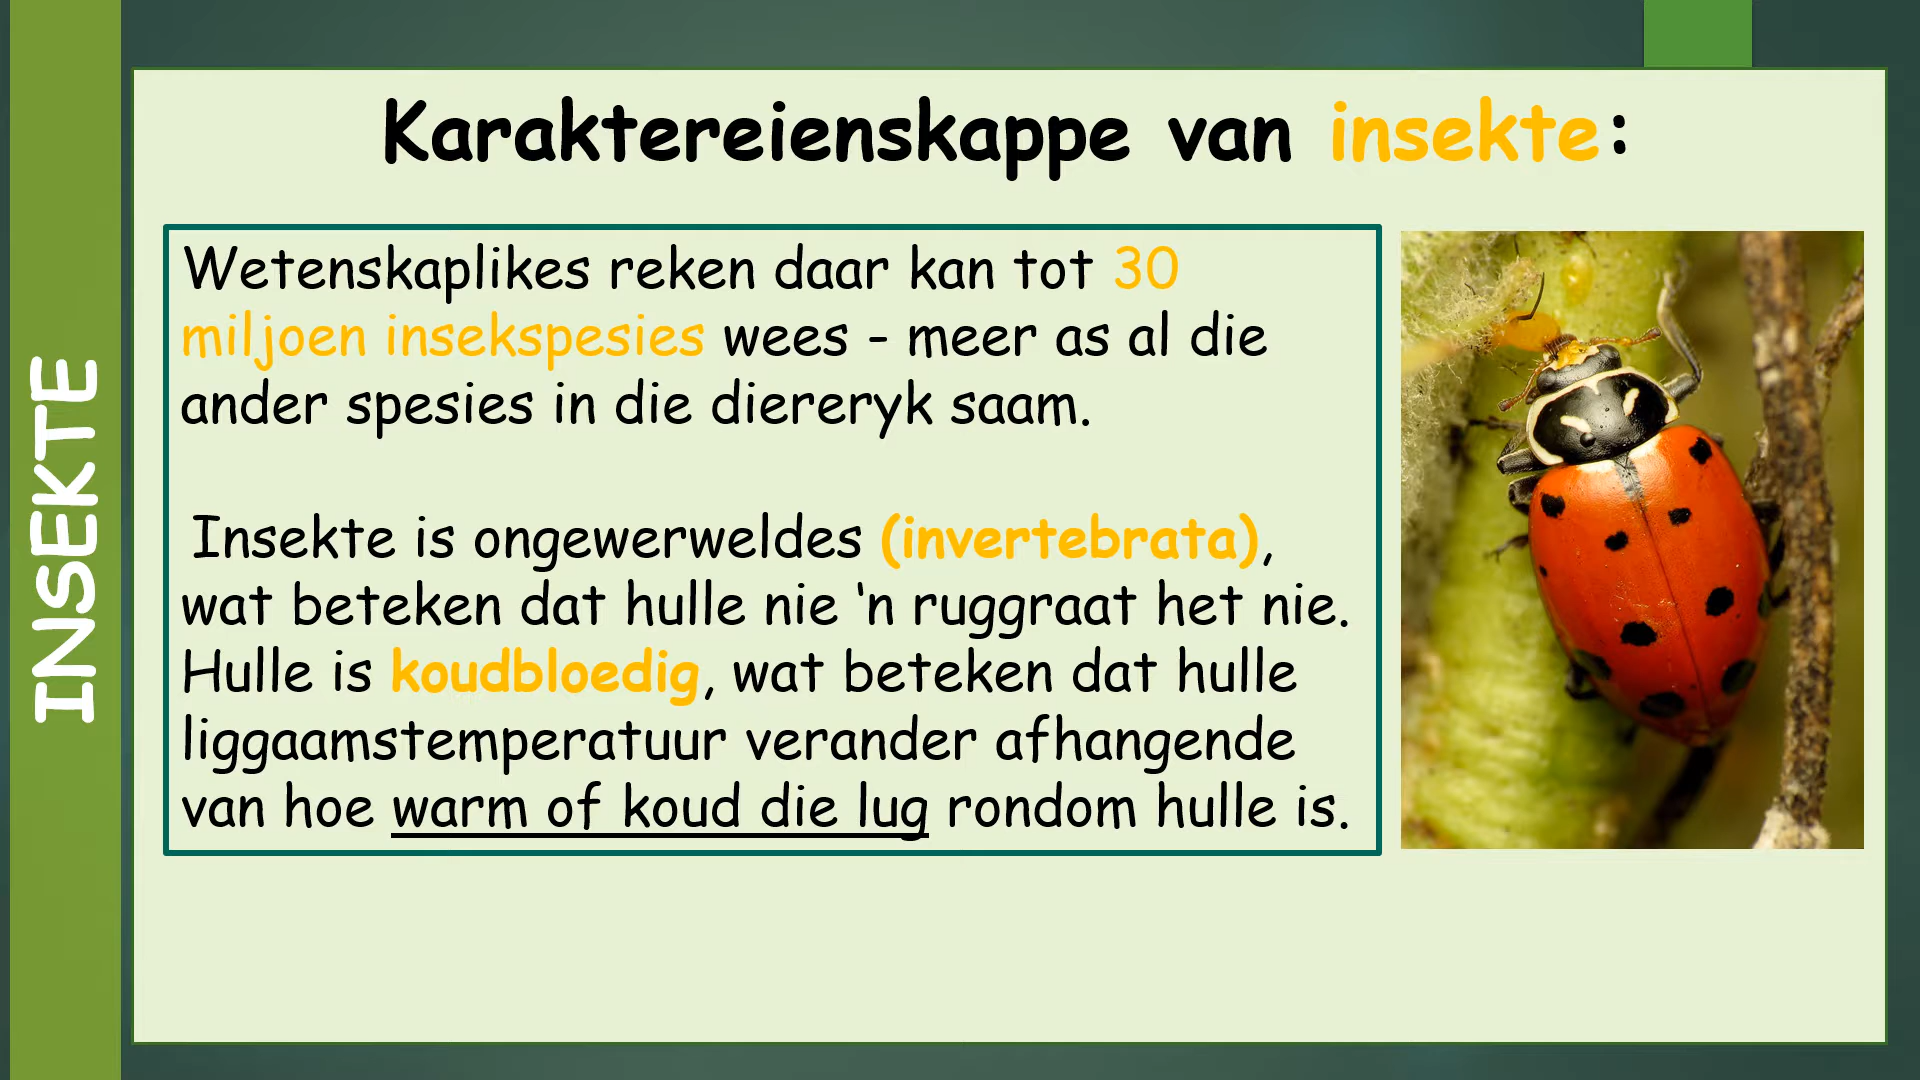 INSEKTE
Karaktereienskappe van insekte:
Wetenskaplikes reken daar kan tot 30
miljoen insekspesies wees - meer as al die
ander spesies in die diereryk saam.
Insekte is ongewerweldes (invertebrata),
wat beteken dat hulle nie ‘n ruggraat het nie.
Hulle is koudbloedig, wat beteken dat hulle
liggaamstemperatuur verander afhangende
van hoe warm of koud die lug rondom hulle is.